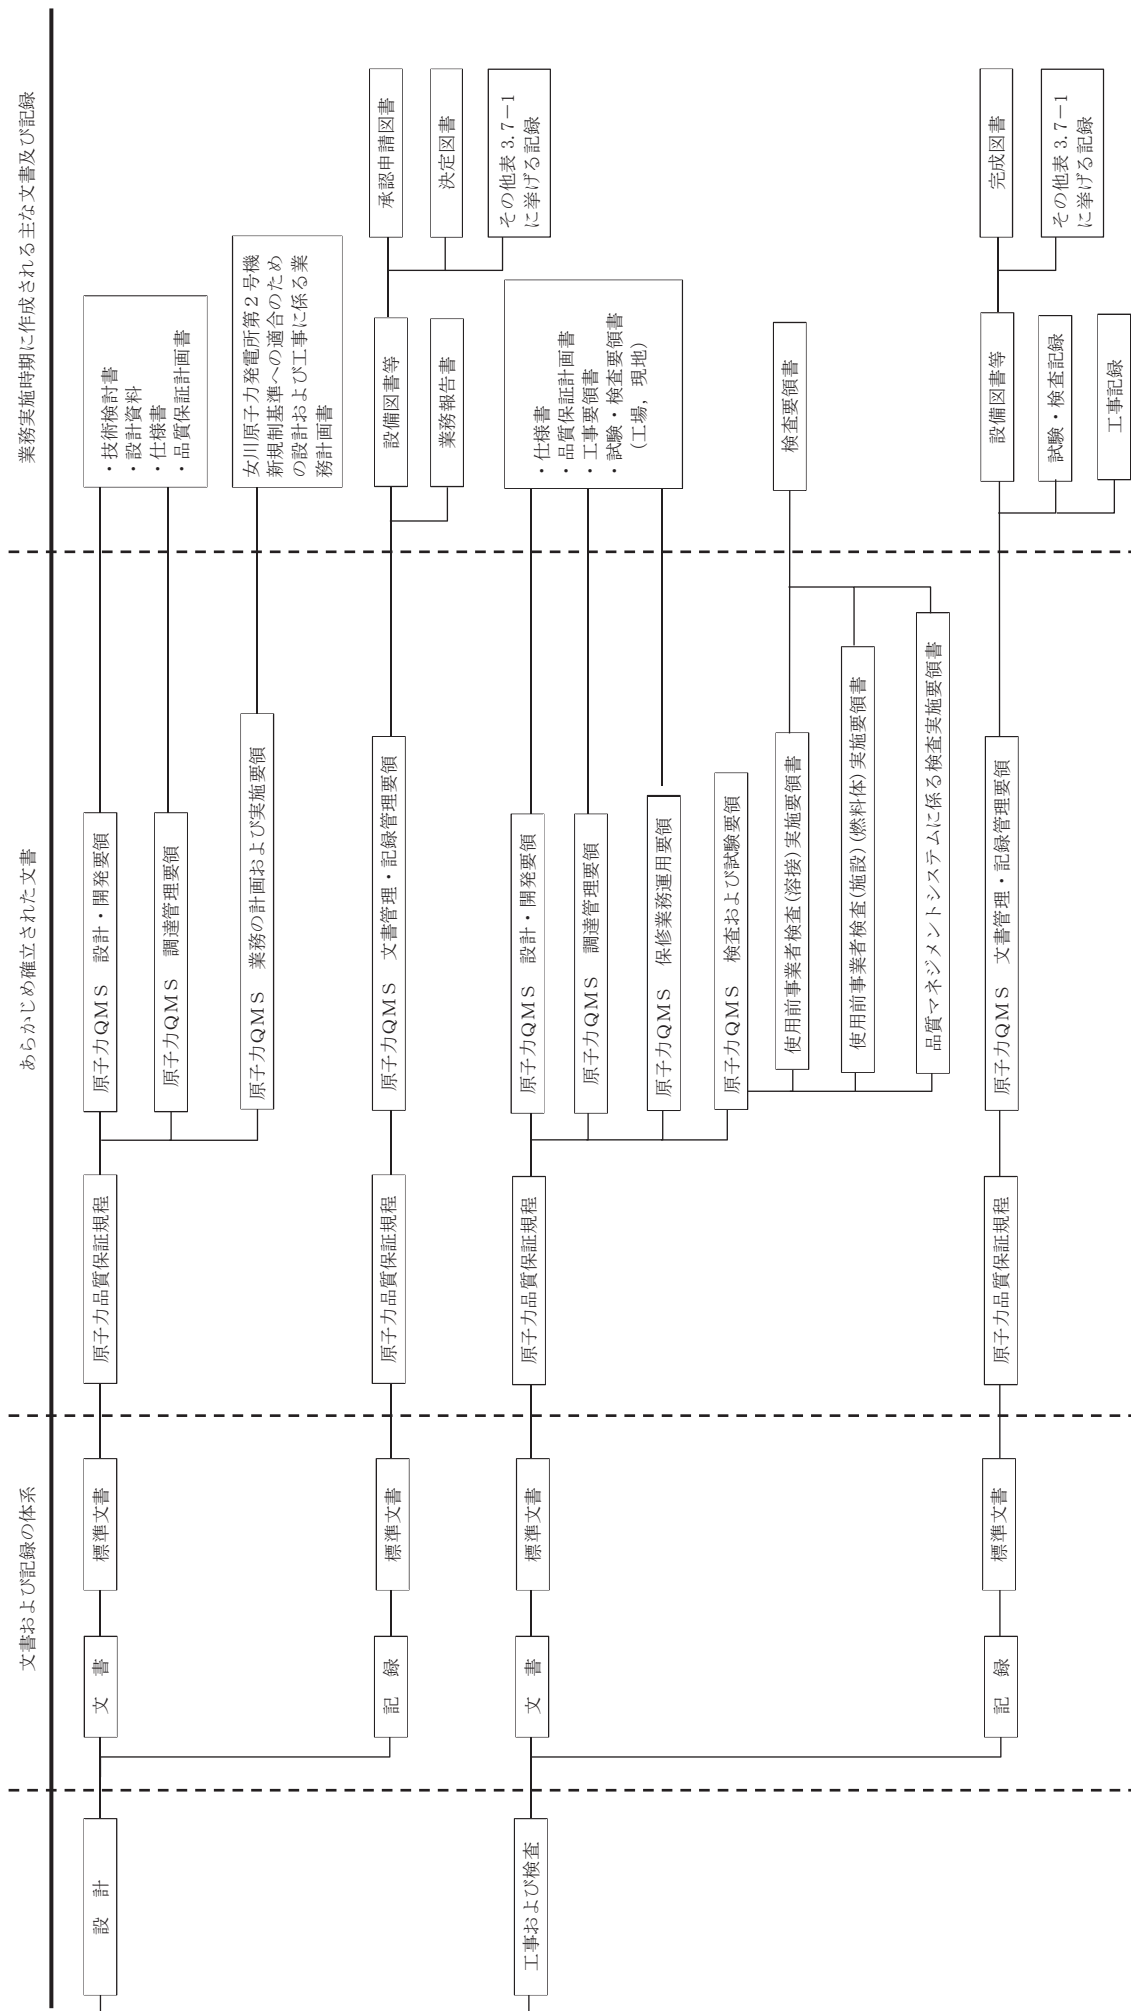 文書および記録の体系
あらかじめ確立された文書
業務実施時期に作成される主な文書及び記録
設　計
文　書
標準文書
原子力品質保証規程
原子力QMS　設計・開発要領
・技術検討書
・設計資料
・仕様書
・品質保証計画書
原子力QMS　調達管理要領
原子力QMS　業務の計画および実施要領
女川原子力発電所第２号機
新規制基準への適合のため
の設計および工事に係る業
務計画書
記　録
標準文書
原子力品質保証規程
原子力QMS　文書管理・記録管理要領
設備図書等
承認申請図書
決定図書
その他表 3.7－1
に挙げる記録
業務報告書
工事および検査
文　書
標準文書
原子力品質保証規程
原子力QMS　設計・開発要領
・仕様書
・品質保証計画書
・工事要領書
・試験・検査要領書
（工場，現地）
原子力QMS　調達管理要領
原子力QMS　保修業務運用要領
原子力QMS　検査および試験要領
使用前事業者検査(溶接)実施要領書
検査要領書
使用前事業者検査(施設)(燃料体)実施要領書
品質マネジメントシステムに係る検査実施要領書
記　録
標準文書
原子力品質保証規程
原子力QMS　文書管理・記録管理要領
設備図書等
完成図書
その他表 3.7－1
に挙げる記録
試験・検査記録
工事記録